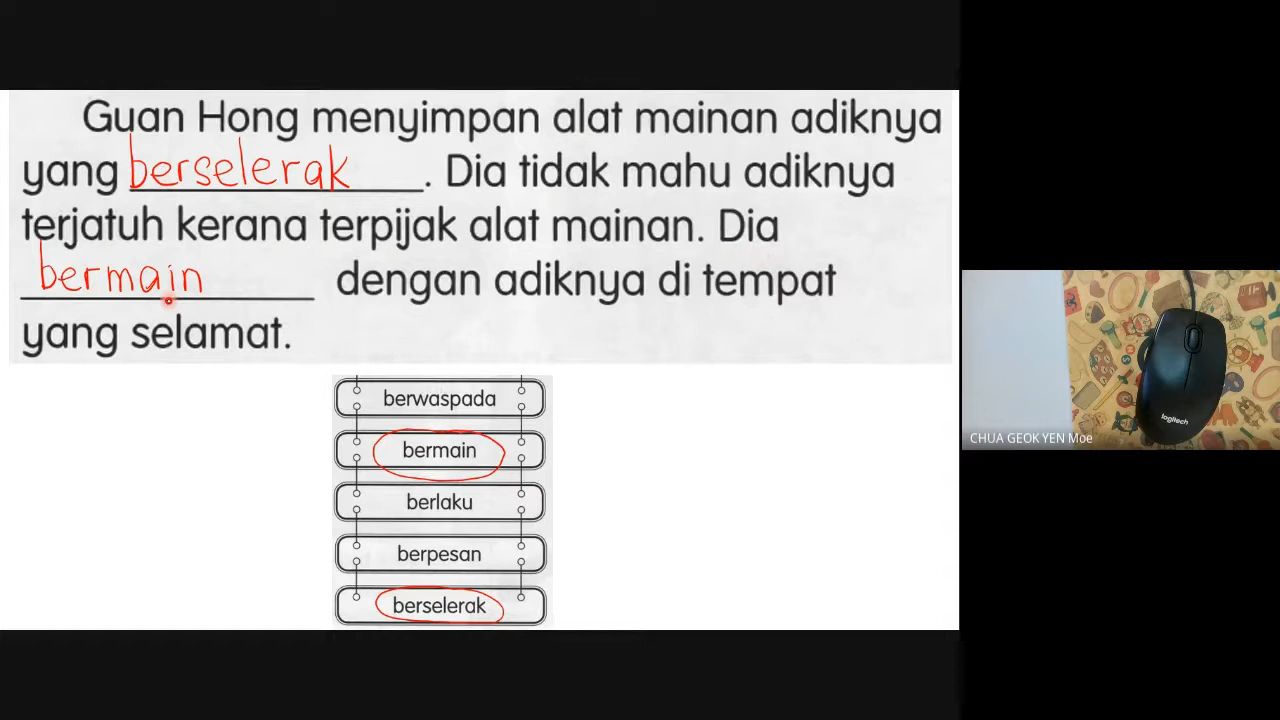 Guan Hong menyimpan alat mainan adiknya
yang berselerak. Dia tidak mahu adiknya
terjatuh kerana terpijak alat mainan. Dia
bermain dengan adiknya di tempat
yang selamat.
berwaspada
bermain
berlaku
berpesan
berselerak
logitech
CHUA GEOK YEN Moe